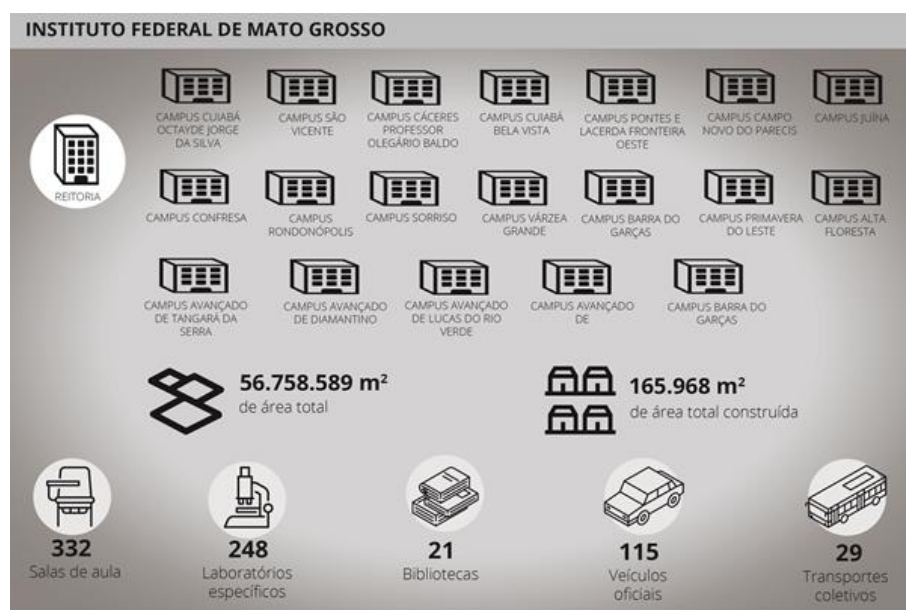 INSTITUTO FEDERAL DE MATO GROSSO
CAMPUS CUIABÁ
OCTAYDE JORGE
DA SILVA
CAMPUS SÃO
VICENTE
CAMPUS CÁCERES
PROFESSOR
OLEGÁRIO BALDO
CAMPUS CUIABÁ
BELA VISTA
CAMPUS PONTES E
LACERDA FRONTEIRA
OESTE
CAMPUS CAMPO
NOVO DO PARECIS
CAMPUS JUÍNA
REITORIA
CAMPUS CONFRESA
CAMPUS
RONDONÓPOLIS
CAMPUS SORRISO
CAMPUS VÁRZEA
GRANDE
CAMPUS BARRA DO
GARÇAS
CAMPUS PRIMAVERA
DO LESTE
CAMPUS ALTA
FLORESTA
CAMPUS AVANÇADO
DE TANGARÁ DA
SERRA
CAMPUS AVANÇADO
DE DIAMANTINO
CAMPUS AVANÇADO
DE LUCAS DO RIO
VERDE
CAMPUS AVANÇADO
DE
CAMPUS BARRA DO
GARÇAS
56.758.589 m²
de área total
165.968 m²
de área total construída
332
Salas de aula
248
Laboratórios
específicos
21
Bibliotecas
115
Veículos
oficiais
29
Transportes
coletivos